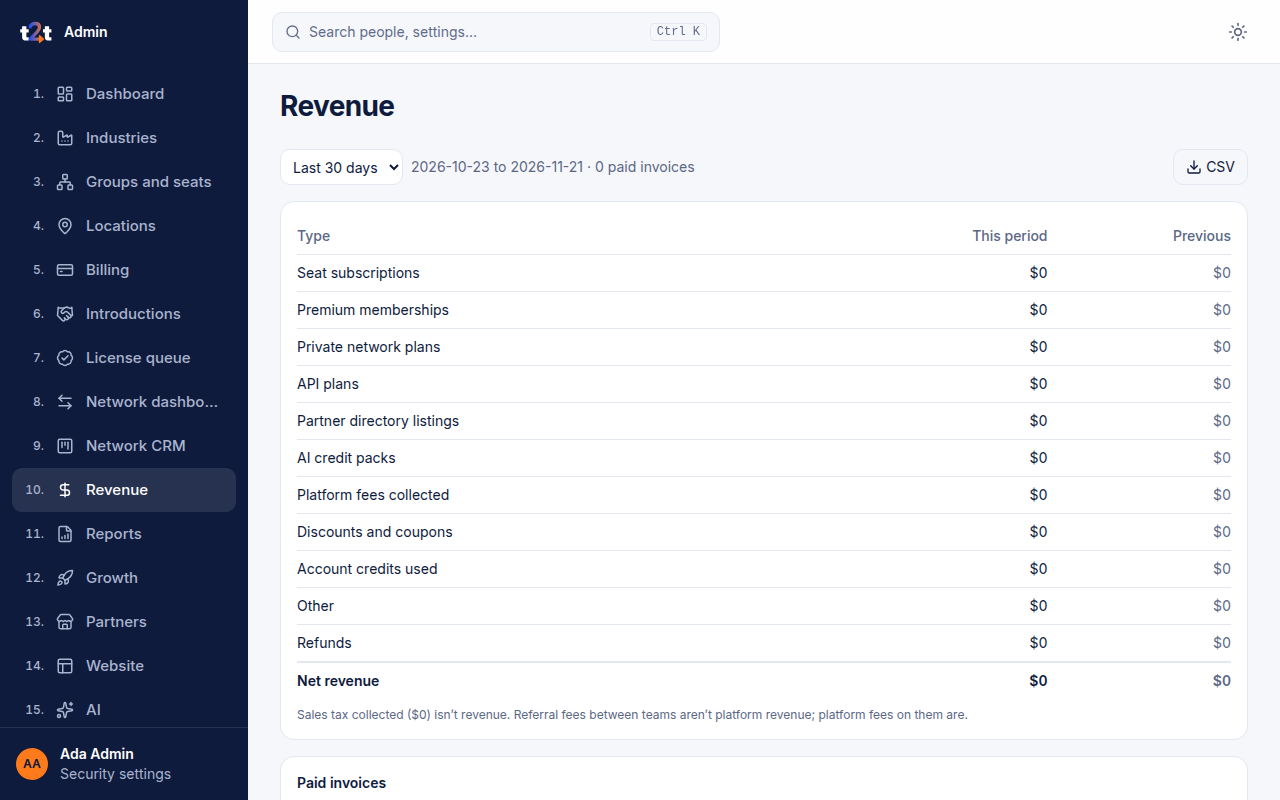 t2t Admin
Search people, settings... Ctrl K
1. Dashboard
2. Industries
3. Groups and seats
4. Locations
5. Billing
6. Introductions
7. License queue
8. Network dashbo...
9. Network CRM
10. Revenue
11. Reports
12. Growth
13. Partners
14. Website
15. AI
AA Ada Admin
Security settings
Revenue
Last 30 days 2026-10-23 to 2026-11-21 · 0 paid invoices CSV
Type This period Previous
Seat subscriptions $0 $0
Premium memberships $0 $0
Private network plans $0 $0
API plans $0 $0
Partner directory listings $0 $0
AI credit packs $0 $0
Platform fees collected $0 $0
Discounts and coupons $0 $0
Account credits used $0 $0
Other $0 $0
Refunds $0 $0
Net revenue $0 $0
Sales tax collected ($0) isn't revenue. Referral fees between teams aren't platform revenue; platform fees on them are.
Paid invoices